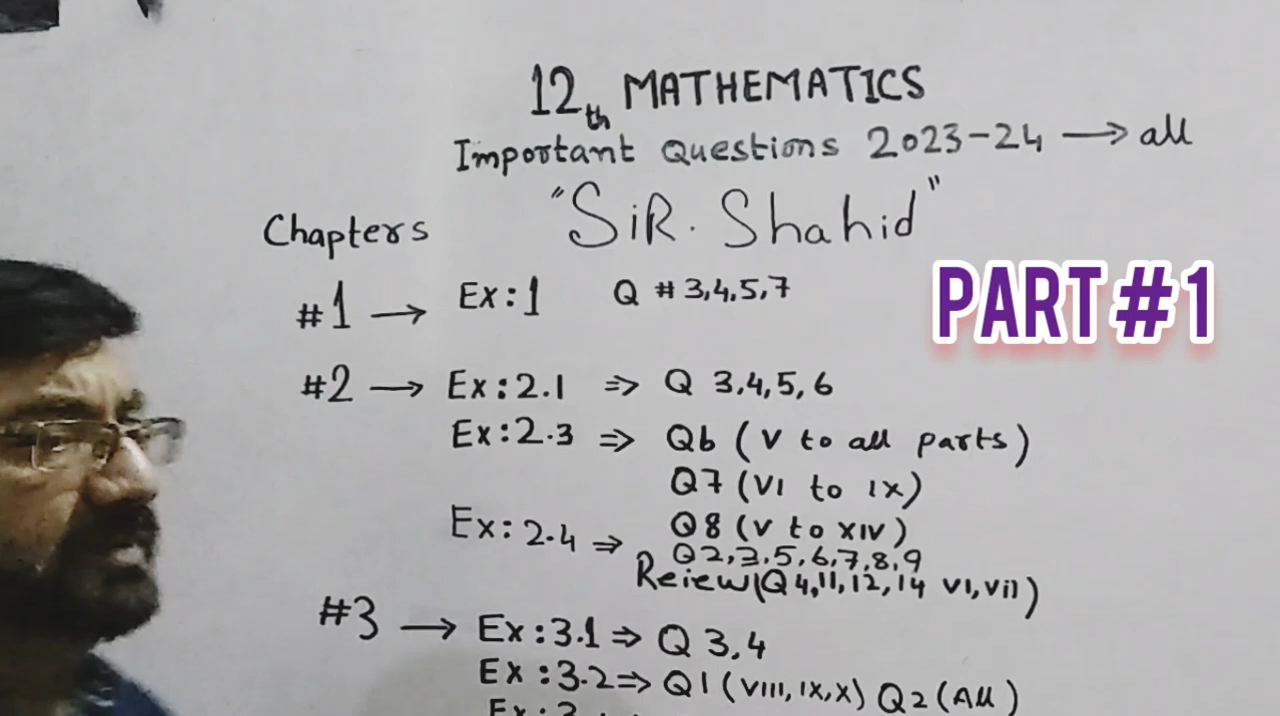 12th MATHEMATICS
Important Questions 2023-24 → all
"SiR. Shahid"
Chapters
PART #1
#1 → Ex:1 Q # 3,4,5,7
#2 → Ex:2.1 ⇒ Q 3,4,5,6
Ex:2.3 ⇒ Q6 (V to all parts)
Q7 (VI to IX)
Q8 (V to XIV)
Ex:2.4 ⇒ Q2,3,5,6,7,8,9
Reiew(Q4,11,12,14 VI,Vii)
#3 → Ex:3.1 ⇒ Q 3,4
Ex:3.2 ⇒ Q1 (VIII,IX,X) Q2 (All)